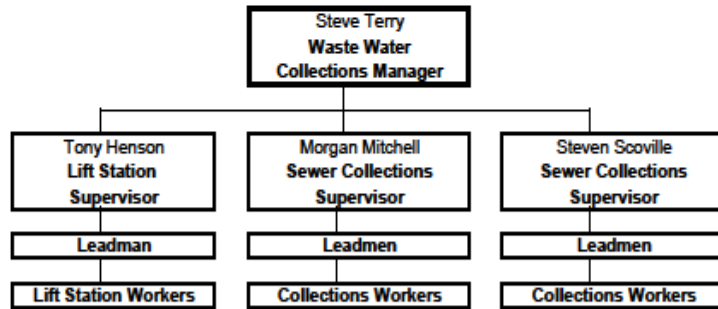 Steve Terry
Waste Water
Collections Manager
Tony Henson
Lift Station
Supervisor
Morgan Mitchell
Sewer Collections
Supervisor
Steven Scoville
Sewer Collections
Supervisor
Leadman
Leadmen
Leadmen
Lift Station Workers
Collections Workers
Collections Workers